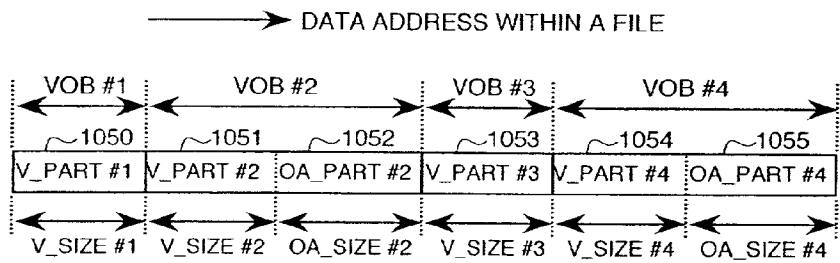 DATA ADDRESS WITHIN A FILE
VOB #1 VOB #2 VOB #3 VOB #4
1050 1051 1052 1053 1054 1055
V_PART #1 V_PART #2 OA_PART #2 V_PART #3 V_PART #4 OA_PART #4
V_SIZE #1 V_SIZE #2 OA_SIZE #2 V_SIZE #3 V_SIZE #4 OA_SIZE #4